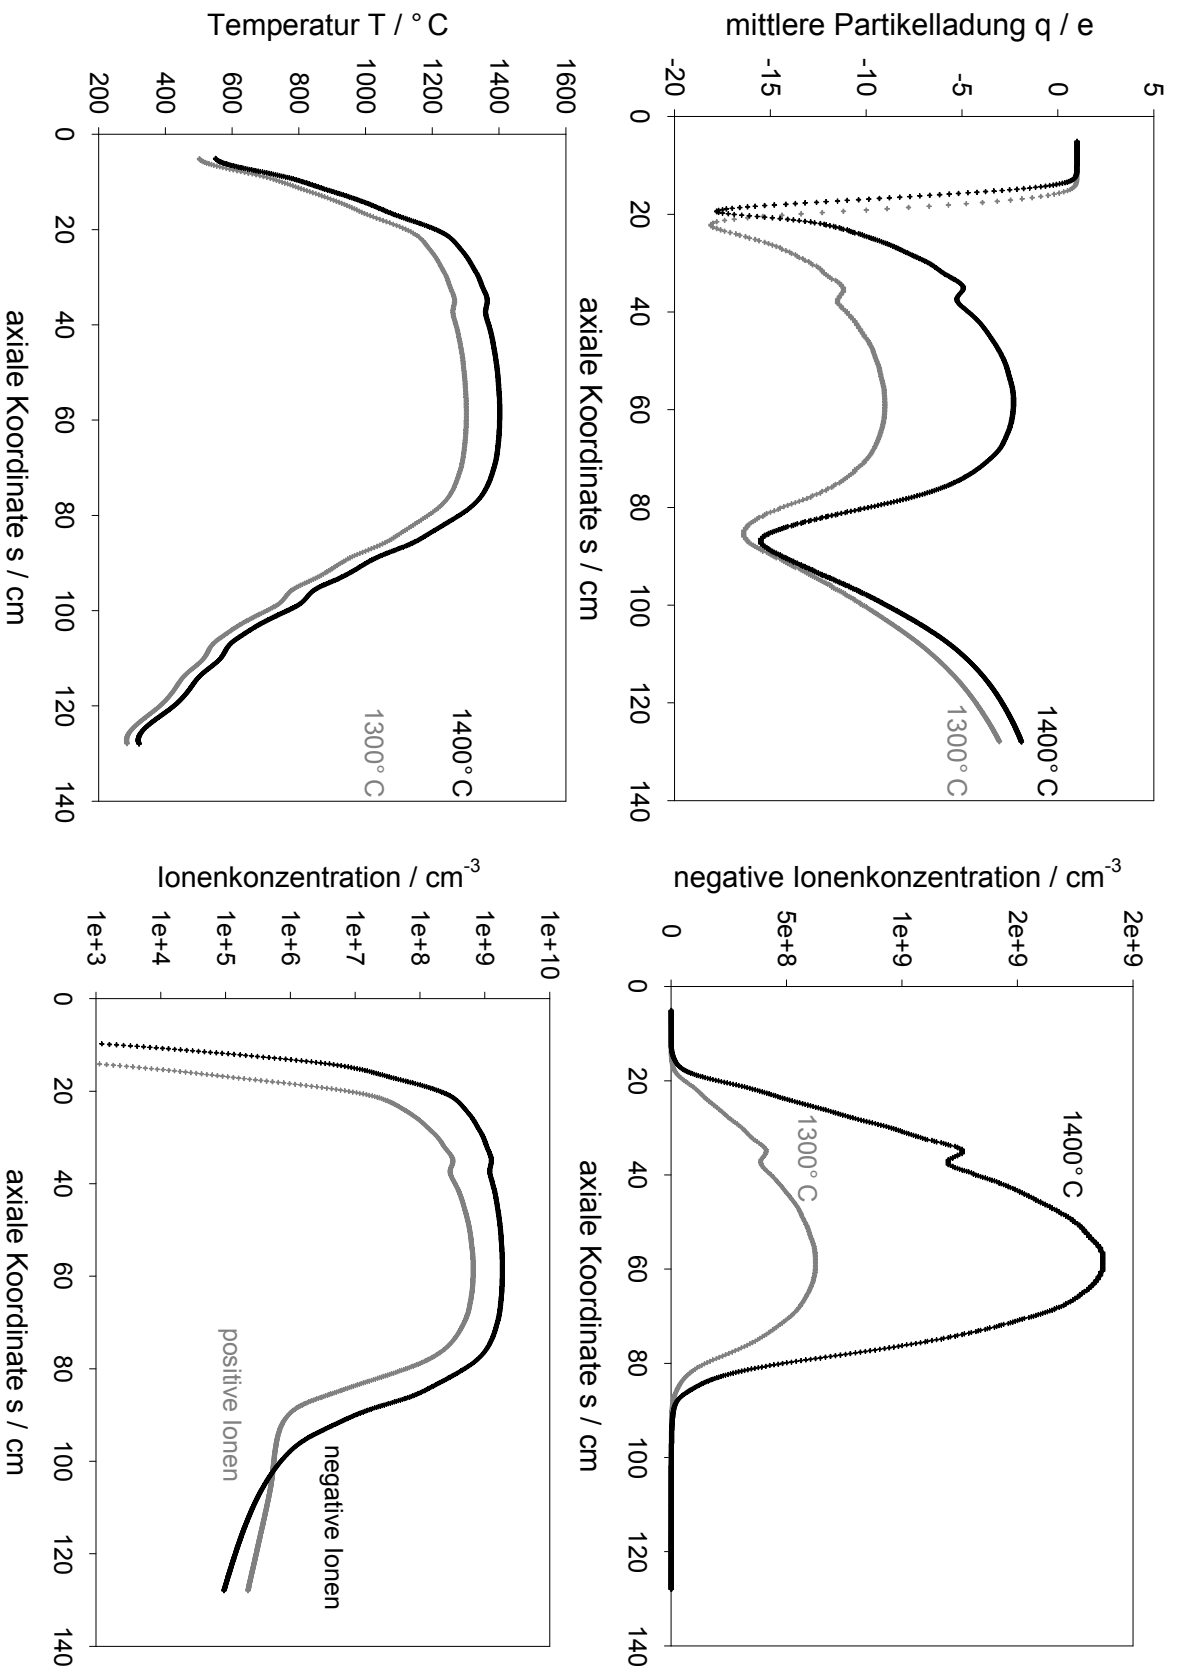 mittlere Partikelladung q / e
5
0
-5
-10
-15
-20
0
20
40
60
80
100
120
140
axiale Koordinate s / cm
1400°C
1300°C
negative Ionenkonzentration / cm-3
2e+9
2e+9
1e+9
5e+8
0
0
20
40
60
80
100
120
140
axiale Koordinate s / cm
1400°C
1300°C
Temperatur T / °C
1600
1400
1200
1000
800
600
400
200
0
20
40
60
80
100
120
140
axiale Koordinate s / cm
1400°C
1300°C
Ionenkonzentration / cm-3
1e+10
1e+9
1e+8
1e+7
1e+6
1e+5
1e+4
1e+3
0
20
40
60
80
100
120
140
axiale Koordinate s / cm
negative Ionen
positive Ionen